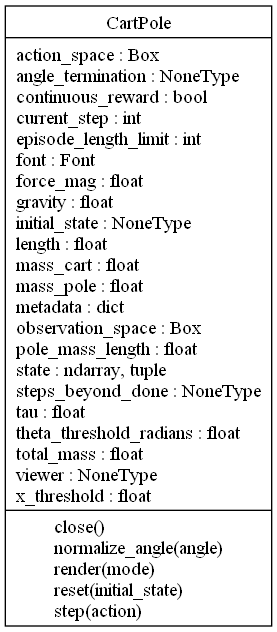 CartPole
action_space : Box
angle_termination : NoneType
continuous_reward : bool
current_step : int
episode_length_limit : int
font : Font
force_mag : float
gravity : float
initial_state : NoneType
length : float
mass_cart : float
mass_pole : float
metadata : dict
observation_space : Box
pole_mass_length : float
state : ndarray, tuple
steps_beyond_done : NoneType
tau : float
theta_threshold_radians : float
total_mass : float
viewer : NoneType
x_threshold : float
close()
normalize_angle(angle)
render(mode)
reset(initial_state)
step(action)